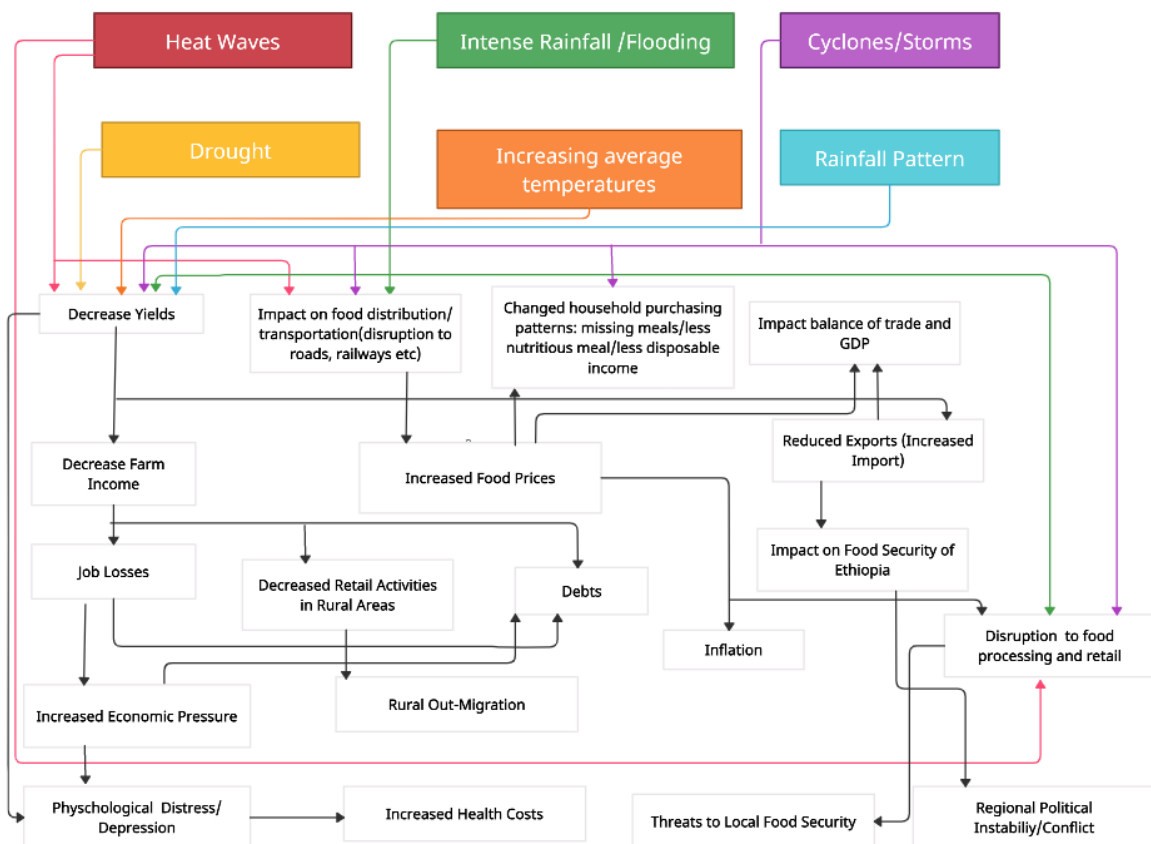 Heat Waves
Intense Rainfall /Flooding
Cyclones/Storms
Drought
Increasing average
temperatures
Rainfall Pattern
Decrease Yields
Impact on food distribution/
transportation(disruption to
roads, railways etc)
Changed household purchasing
patterns: missing meals/less
nutritious meal/less disposable
income
Impact balance of trade and
GDP
Decrease Farm
Income
Increased Food Prices
Reduced Exports (Increased
Import)
Job Losses
Decreased Retail Activities
in Rural Areas
Debts
Impact on Food Security of
Ethiopia
Inflation
Disruption to food
processing and retail
Increased Economic Pressure
Rural Out-Migration
Physchological Distress/
Depression
Increased Health Costs
Threats to Local Food Security
Regional Political
Instabiliy/Conflict